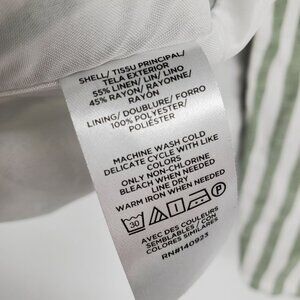 SHELL/ TISSU PRINCIPAL/
TELA EXTERIOR
55% LINEN/ LIN/ LINO
45% RAYON/ RAYONNE/
RAYON
LINING/ DOUBLURE/ FORRO
100% POLYESTER/
POLIÉSTER
MACHINE WASH COLD
DELICATE CYCLE WITH LIKE
COLORS
ONLY NON-CHLORINE
BLEACH WHEN NEEDED
LINE DRY
WARM IRON WHEN NEEDED
30 P
AVEC DES COULEURS
SEMBLABLES / CON
COLORES SIMILARES
RN#140923